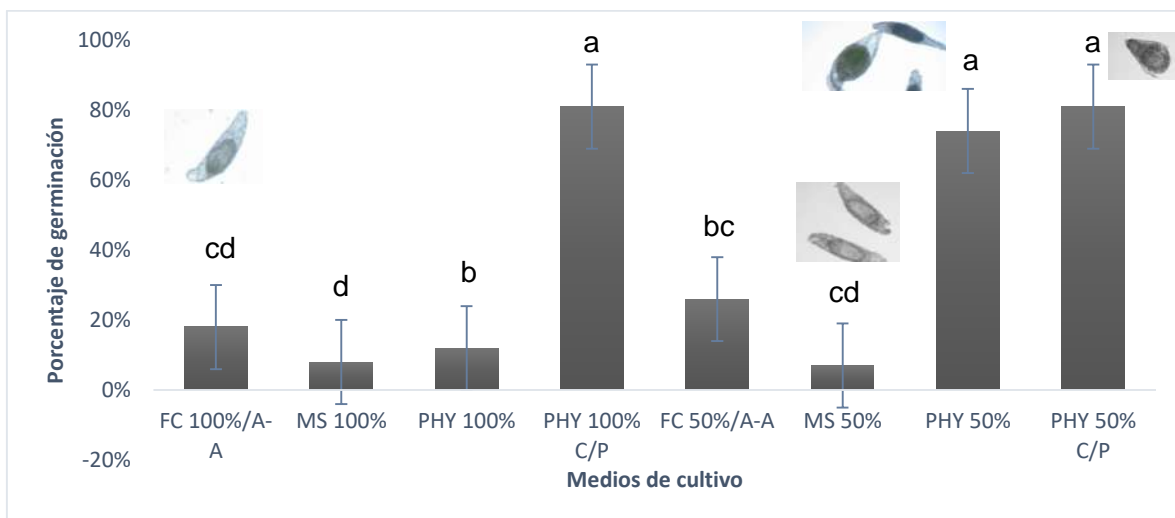 Porcentaje de germinación
100%
80%
60%
40%
20%
0%
-20%
cd
d
b
a
bc
cd
a
a
FC 100%/A-
A
MS 100%
PHY 100%
PHY 100%
C/P
FC 50%/A-A
MS 50%
PHY 50%
PHY 50%
C/P
Medios de cultivo